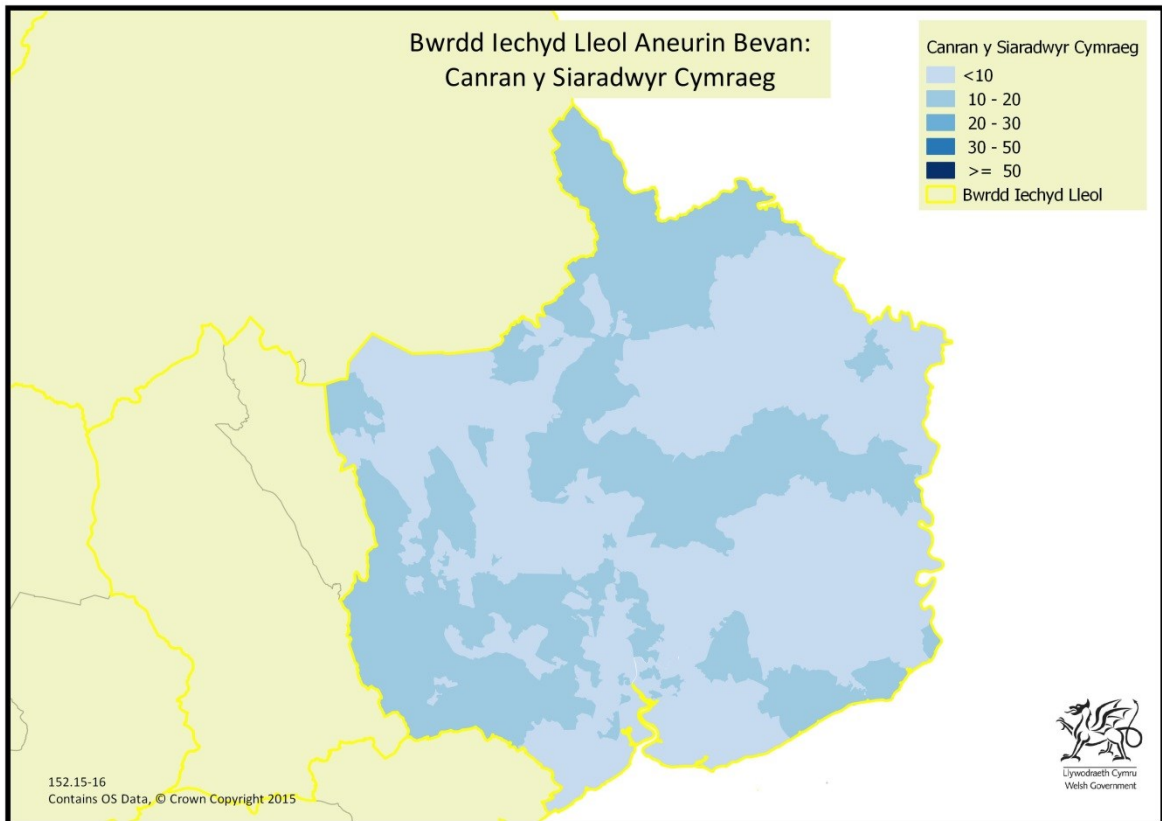 Bwrdd Iechyd Lleol Aneurin Bevan:
Canran y Siaradwyr Cymraeg
Canran y Siaradwyr Cymraeg
<10
10 - 20
20 - 30
30 - 50
>= 50
Bwrdd Iechyd Lleol
152.15-16
Contains OS Data, © Crown Copyright 2015
Llywodraeth Cymru
Welsh Government